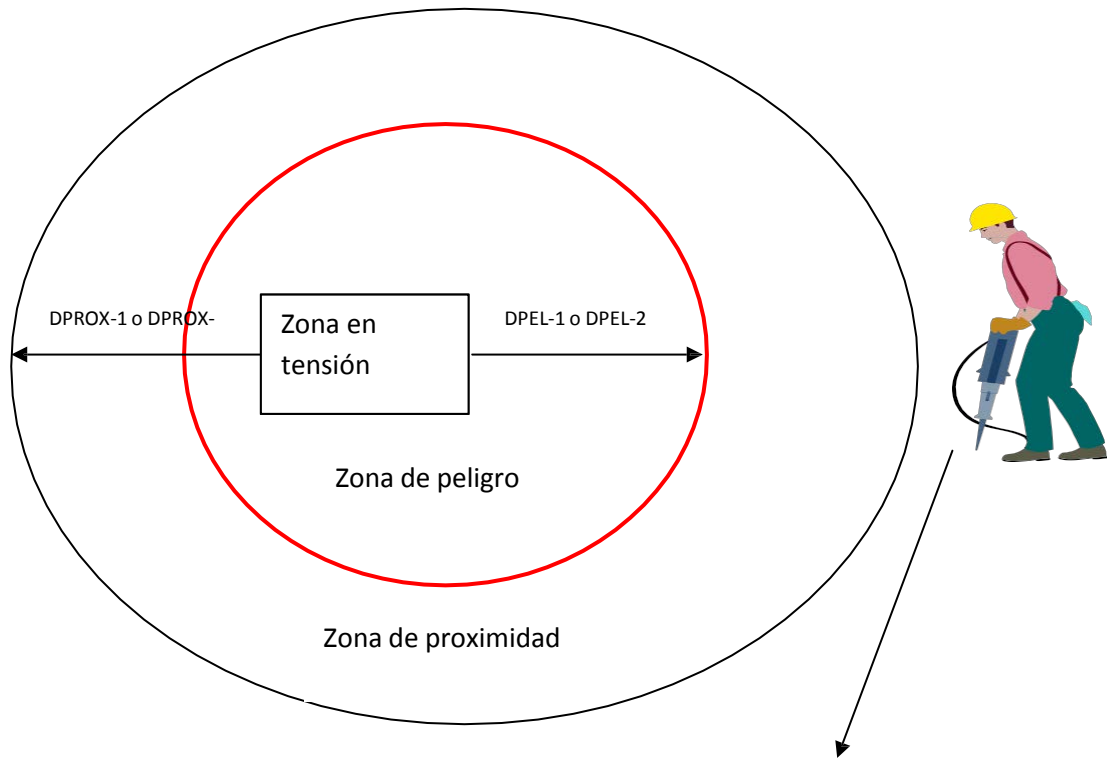 DPROX-1 o DPROX-
Zona en
tensión
DPEL-1 o DPEL-2
Zona de peligro
Zona de proximidad